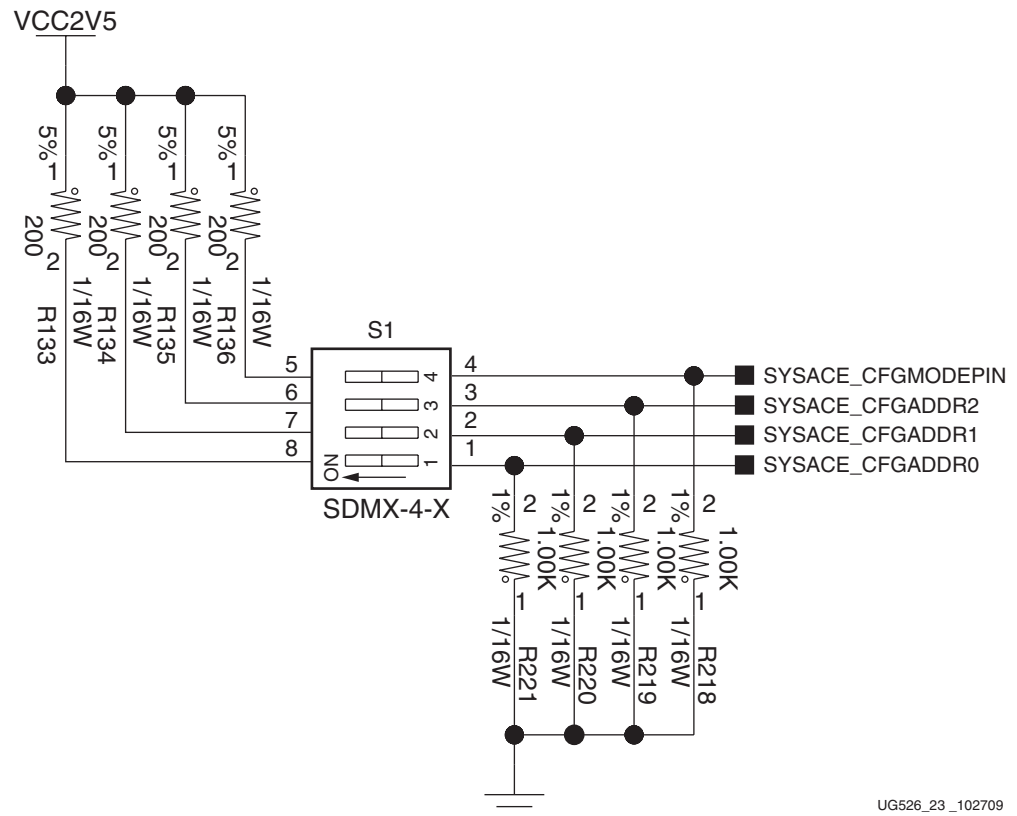 VCC2V5
5% 5% 5% 5%
1 1 1 1
200 200 200 200
2 2 2 2
1/16W 1/16W 1/16W 1/16W
R133 R134 R135 R136
S1
5 4 4 SYSACE_CFGMODEPIN
6 3 3 SYSACE_CFGADDR2
7 2 2 SYSACE_CFGADDR1
8 1 1 SYSACE_CFGADDR0
ON
SDMX-4-X
1% 2 1% 2 1% 2 1% 2
1.00K 1.00K 1.00K 1.00K
1 1 1 1
1/16W 1/16W 1/16W 1/16W
R221 R220 R219 R218
UG526_23 _102709